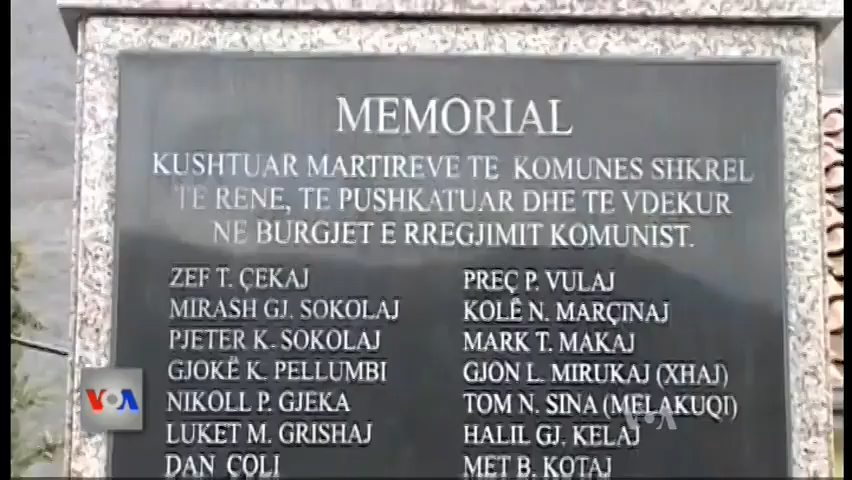 MEMORIAL
KUSHTUAR MARTIREVE TE KOMUNES SHKREL
TE RENE, TE PUSHKATUAR DHE TE VDEKUR
NE BURGJET E RREGJIMIT KOMUNIST.
ZEF T. ÇEKAJ
MIRASH GJ. SOKOLAJ
PJETER K. SOKOLAJ
GJOKË K. PELLUMBI
NIKOLL P. GJEKA
LUKET M. GRISHAJ
DAN ÇOLI
PREÇ P. VULAJ
KOLË N. MARÇINAJ
MARK T. MAKAJ
GJON L. MIRUKAJ (XHAJ)
TOM N. SINA (MELAKUQI)
HALIL GJ. KELAJ
MET B. KOTAJ
VOA
VOA